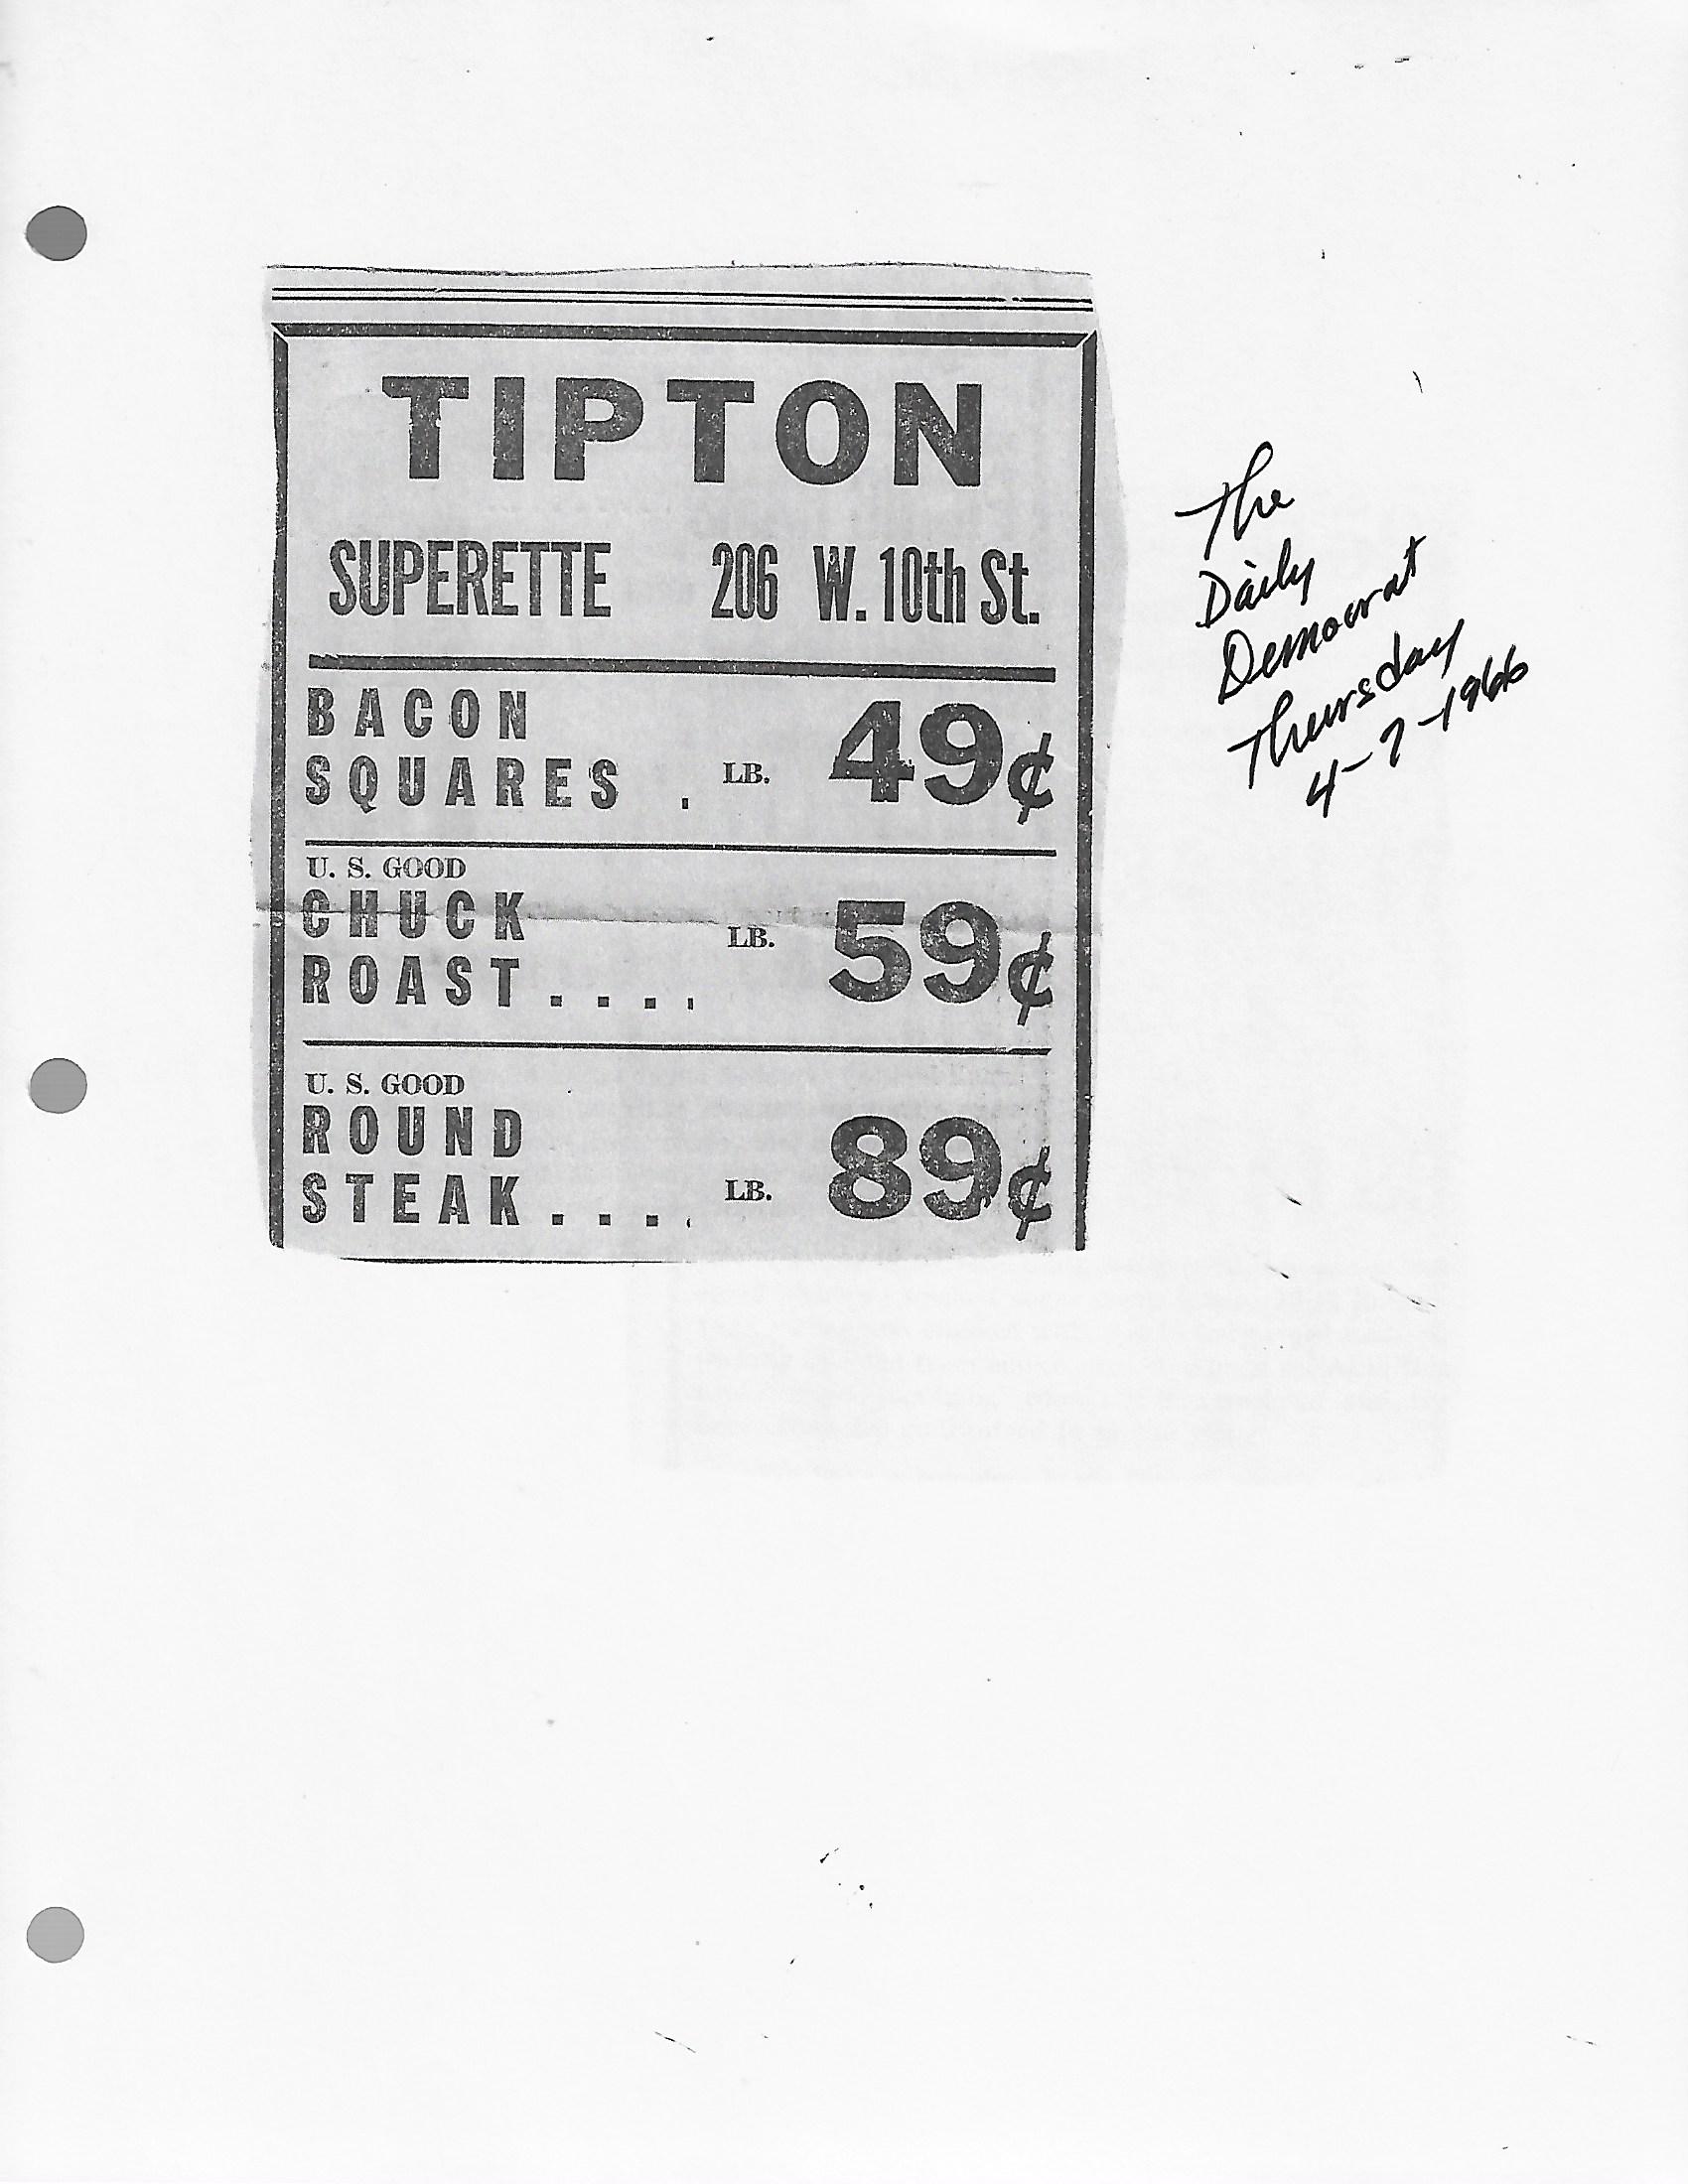 TIPTON
SUPERETTE 206 W. 10th St.
BACON
SQUARES . LB. 49¢
U. S. GOOD
CHUCK
ROAST.... LB. 59¢
U. S. GOOD
ROUND
STEAK.... LB. 89¢
The
Daily
Democrat
Thursday
4-7-1966